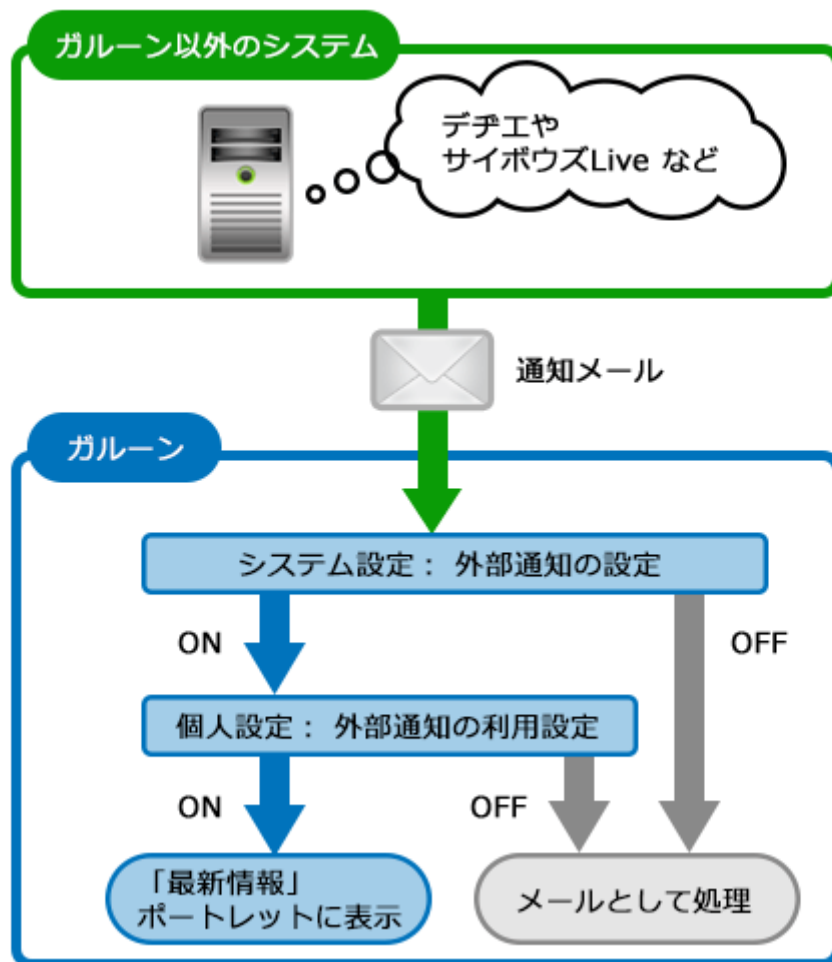 ガルーン以外のシステム
デヂエや
サイボウズLive など
通知メール
ガルーン
システム設定： 外部通知の設定
ON
OFF
個人設定： 外部通知の利用設定
ON
OFF
「最新情報」
ポートレットに表示
メールとして処理